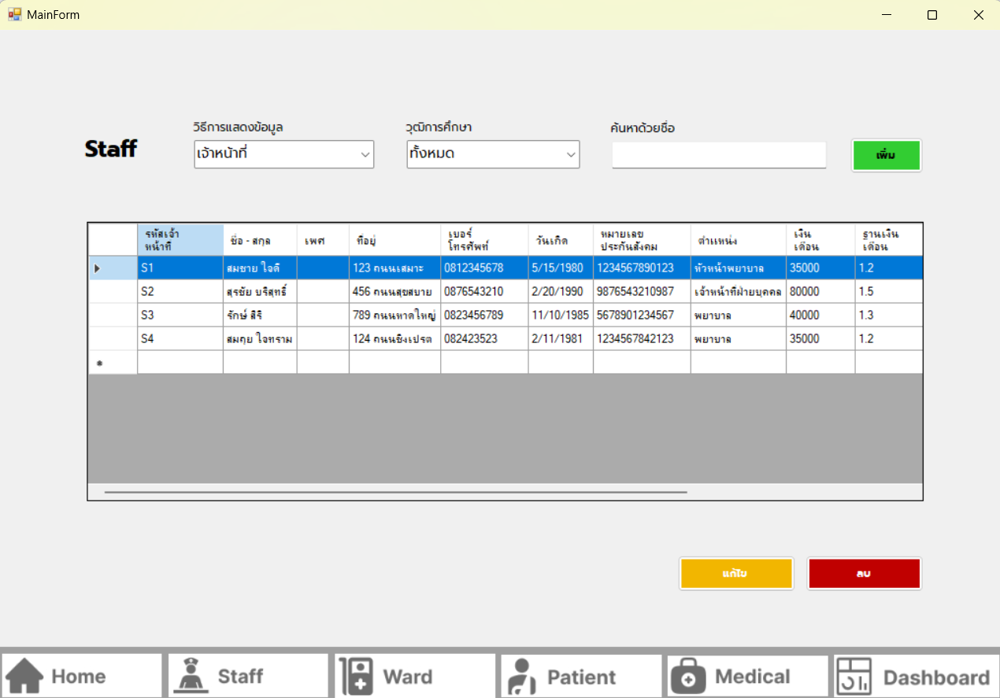 MainForm
วิธีการแสดงข้อมูล วุฒิการศึกษา ค้นหาด้วยชื่อ
Staff เจ้าหน้าที่ ทั้งหมด เพิ่ม
รหัสเจ้า เบอร์ หมายเลข เงิน ฐานเงิน
ชื่อ - สกุล เพศ ที่อยู่ วันเกิด ตำแหน่ง
หน้าที่ โทรศัพท์ ประกันสังคม เดือน เดือน
S1 สมชาย ใจดี 123 ถนนเสมาะ 0812345678 5/15/1980 1234567890123 หัวหน้าพยาบาล 35000 1.2
S2 สุรชัย บริสุทธิ์ 456 ถนนสุขสบาย 0876543210 2/20/1990 9876543210987 เจ้าหน้าที่ฝ่ายบุคคล 80000 1.5
S3 รักษ์ สิริ 789 ถนนหาดใหญ่ 0823456789 11/10/1985 5678901234567 พยาบาล 40000 1.3
S4 สมกุย ใจทราม 124 ถนนชิงเปรต 082423523 2/11/1981 1234567842123 พยาบาล 35000 1.2
แก้ไข ลบ
Home Staff Ward Patient Medical Dashboard